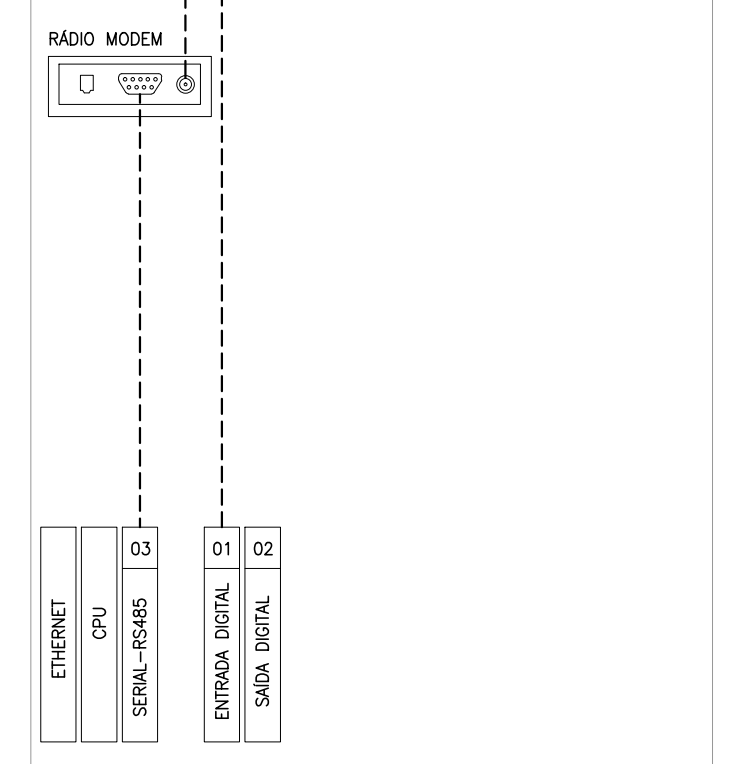 RÁDIO MODEM
03
01
02
ETHERNET
CPU
SERIAL-RS485
ENTRADA DIGITAL
SAÍDA DIGITAL